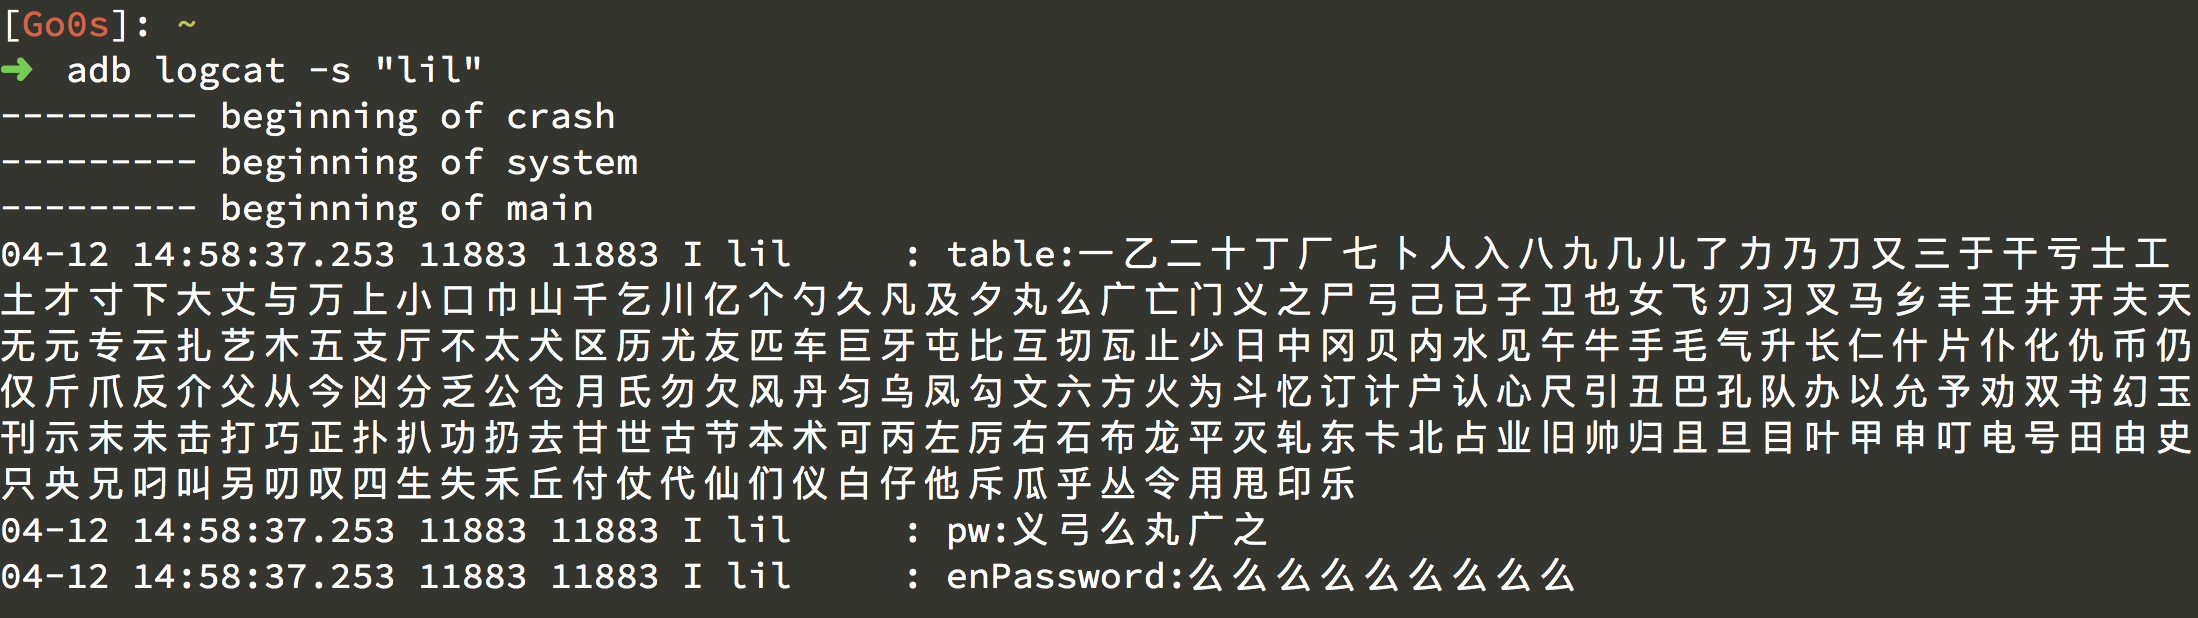 [Go0s]: ~
➜ adb logcat -s "lil"
--------- beginning of crash
--------- beginning of system
--------- beginning of main
04-12 14:58:37.253 11883 11883 I lil     : table:一乙二十丁厂七卜人入八九几儿了力乃刀又三于干亏士工
土才寸下大丈与万上小口巾山千乞川亿个勺久凡及夕丸么广亡门义之尸弓己已子卫也女飞刃习叉马乡丰王井开夫天
无元专云扎艺木五支厅不太犬区历尤友匹车巨牙屯比互切瓦止少日中冈贝内水见午牛手毛气升长仁什片仆化仇币仍
仅斤爪反介父从今凶分乏公仓月氏勿欠风丹匀乌凤勾文六方火为斗忆订计户认心尺引丑巴孔队办以允予劝双书幻玉
刊示末未击打巧正扑扒功扔去甘世古节本术可丙左厉右石布龙平灭轧东卡北占业旧帅归且旦目叶甲申叮电号田由史
只央兄叼叫另叨叹四生失禾丘付仗代仙们仪白仔他斥瓜乎丛令用甩印乐
04-12 14:58:37.253 11883 11883 I lil     : pw:义弓么丸广之
04-12 14:58:37.253 11883 11883 I lil     : enPassword:么么么么么么么么么